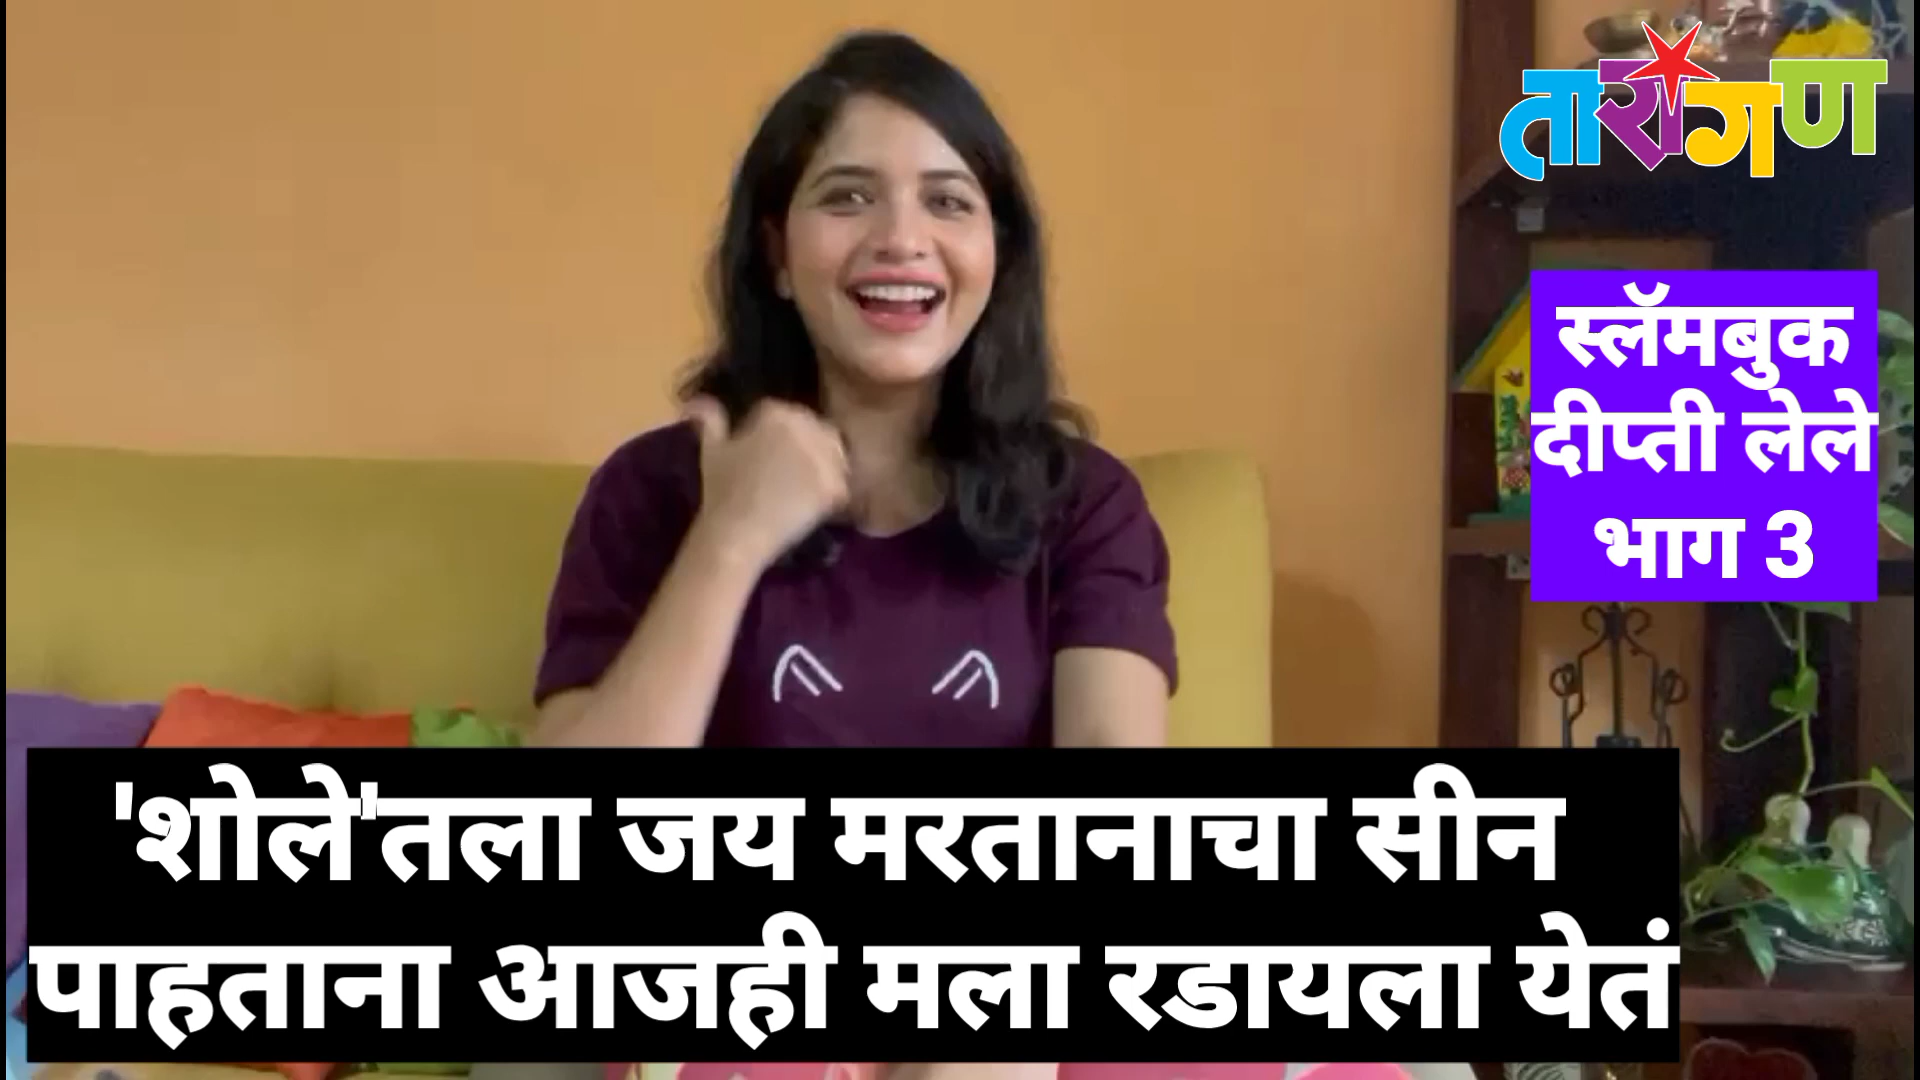 तारांगण
स्लॅमबुक
दीप्ती लेले
भाग 3
'शोले'तला जय मरतानाचा सीन
पाहताना आजही मला रडायला येतं